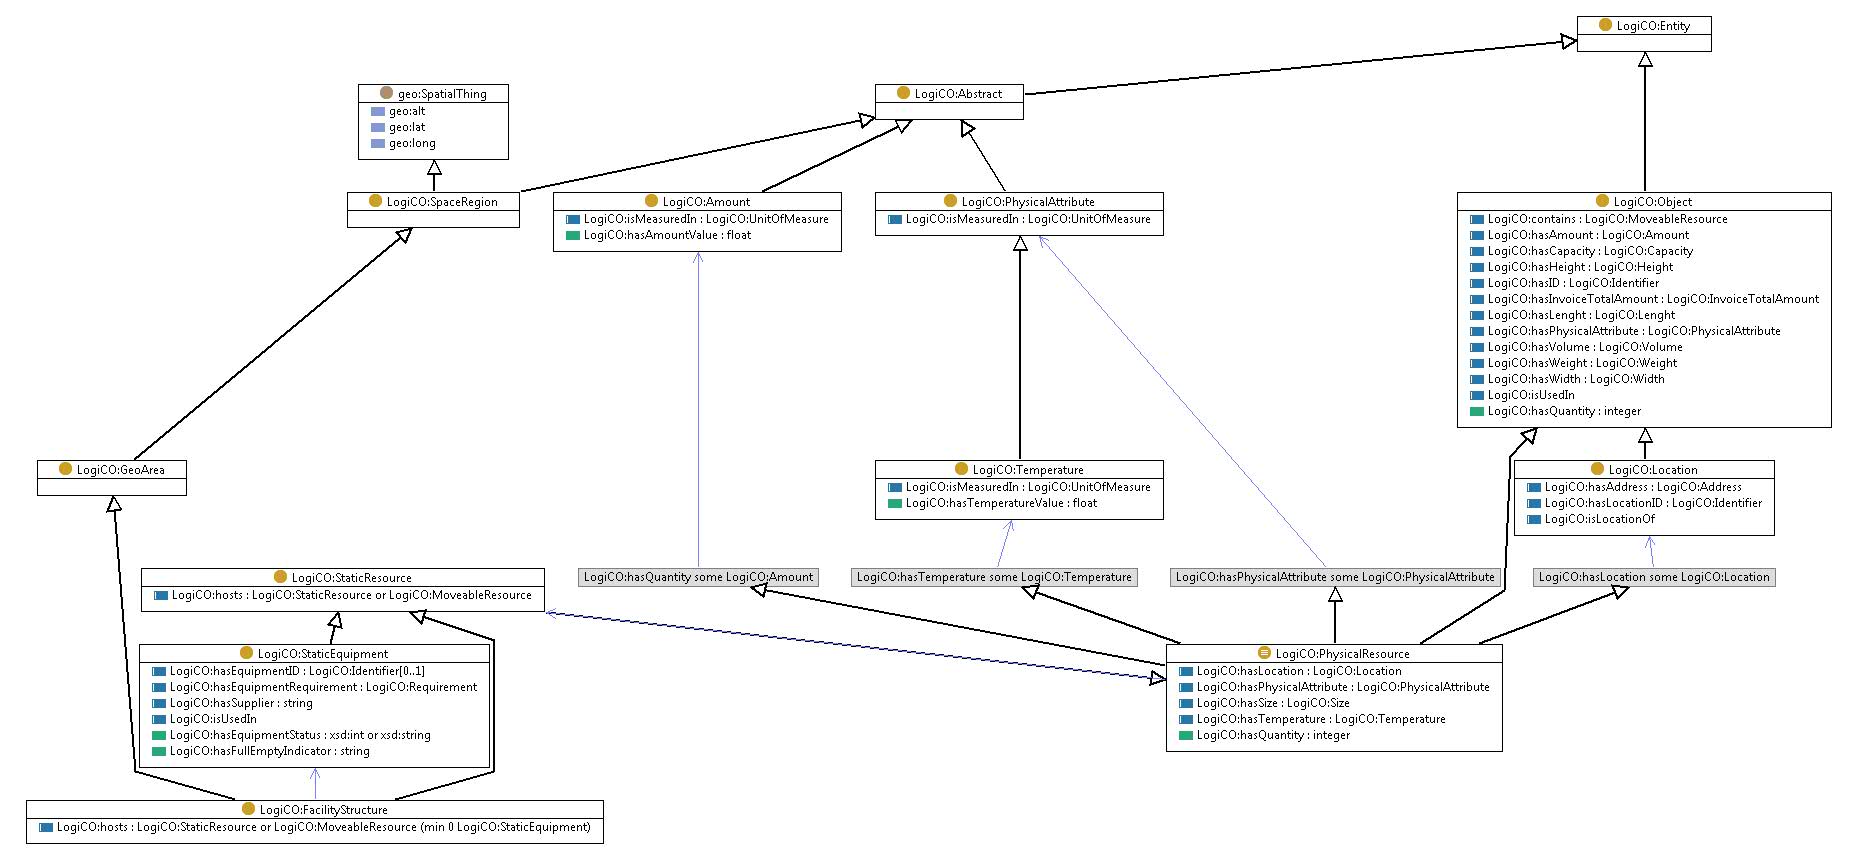 LogiCO:Entity
geo:SpatialThing
geo:alt
geo:lat
geo:long
LogiCO:Abstract
LogiCO:SpaceRegion
LogiCO:Amount
LogiCO:isMeasuredIn : LogiCO:UnitOfMeasure
LogiCO:hasAmountValue : float
LogiCO:PhysicalAttribute
LogiCO:isMeasuredIn : LogiCO:UnitOfMeasure
LogiCO:Object
LogiCO:contains : LogiCO:MoveableResource
LogiCO:hasAmount : LogiCO:Amount
LogiCO:hasCapacity : LogiCO:Capacity
LogiCO:hasHeight : LogiCO:Height
LogiCO:hasID : LogiCO:Identifier
LogiCO:hasInvoiceTotalAmount : LogiCO:InvoiceTotalAmount
LogiCO:hasLenght : LogiCO:Lenght
LogiCO:hasPhysicalAttribute : LogiCO:PhysicalAttribute
LogiCO:hasVolume : LogiCO:Volume
LogiCO:hasWeight : LogiCO:Weight
LogiCO:hasWidth : LogiCO:Width
LogiCO:isUsedIn
LogiCO:hasQuantity : integer
LogiCO:GeoArea
LogiCO:Temperature
LogiCO:isMeasuredIn : LogiCO:UnitOfMeasure
LogiCO:hasTemperatureValue : float
LogiCO:Location
LogiCO:hasAddress : LogiCO:Address
LogiCO:hasLocationID : LogiCO:Identifier
LogiCO:isLocationOf
LogiCO:StaticResource
LogiCO:hosts : LogiCO:StaticResource or LogiCO:MoveableResource
LogiCO:hasQuantity some LogiCO:Amount
LogiCO:hasTemperature some LogiCO:Temperature
LogiCO:hasPhysicalAttribute some LogiCO:PhysicalAttribute
LogiCO:hasLocation some LogiCO:Location
LogiCO:StaticEquipment
LogiCO:hasEquipmentID : LogiCO:Identifier[0..1]
LogiCO:hasEquipmentRequirement : LogiCO:Requirement
LogiCO:hasSupplier : string
LogiCO:isUsedIn
LogiCO:hasEquipmentStatus : xsd:int or xsd:string
LogiCO:hasFullEmptyIndicator : string
LogiCO:PhysicalResource
LogiCO:hasLocation : LogiCO:Location
LogiCO:hasPhysicalAttribute : LogiCO:PhysicalAttribute
LogiCO:hasSize : LogiCO:Size
LogiCO:hasTemperature : LogiCO:Temperature
LogiCO:hasQuantity : integer
LogiCO:FacilityStructure
LogiCO:hosts : LogiCO:StaticResource or LogiCO:MoveableResource (min 0 LogiCO:StaticEquipment)